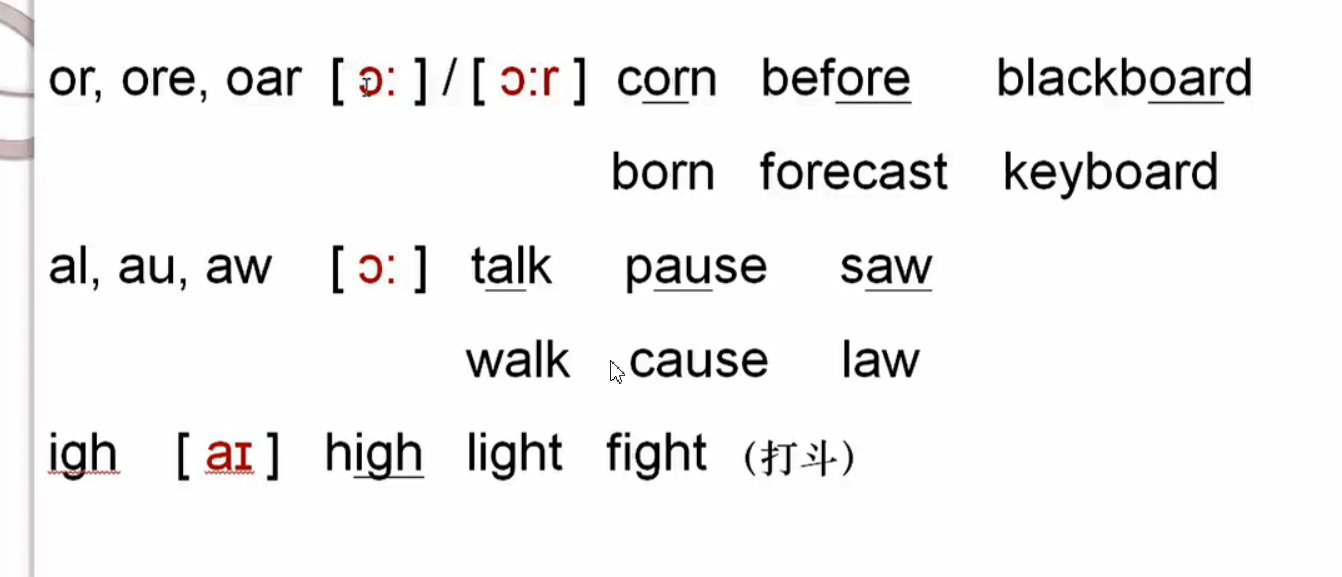 or, ore, oar [ ɔ: ] / [ ɔ:r ] corn before blackboard
born forecast keyboard
al, au, aw [ ɔ: ] talk pause saw
walk cause law
igh [ aɪ ] high light fight （打斗）